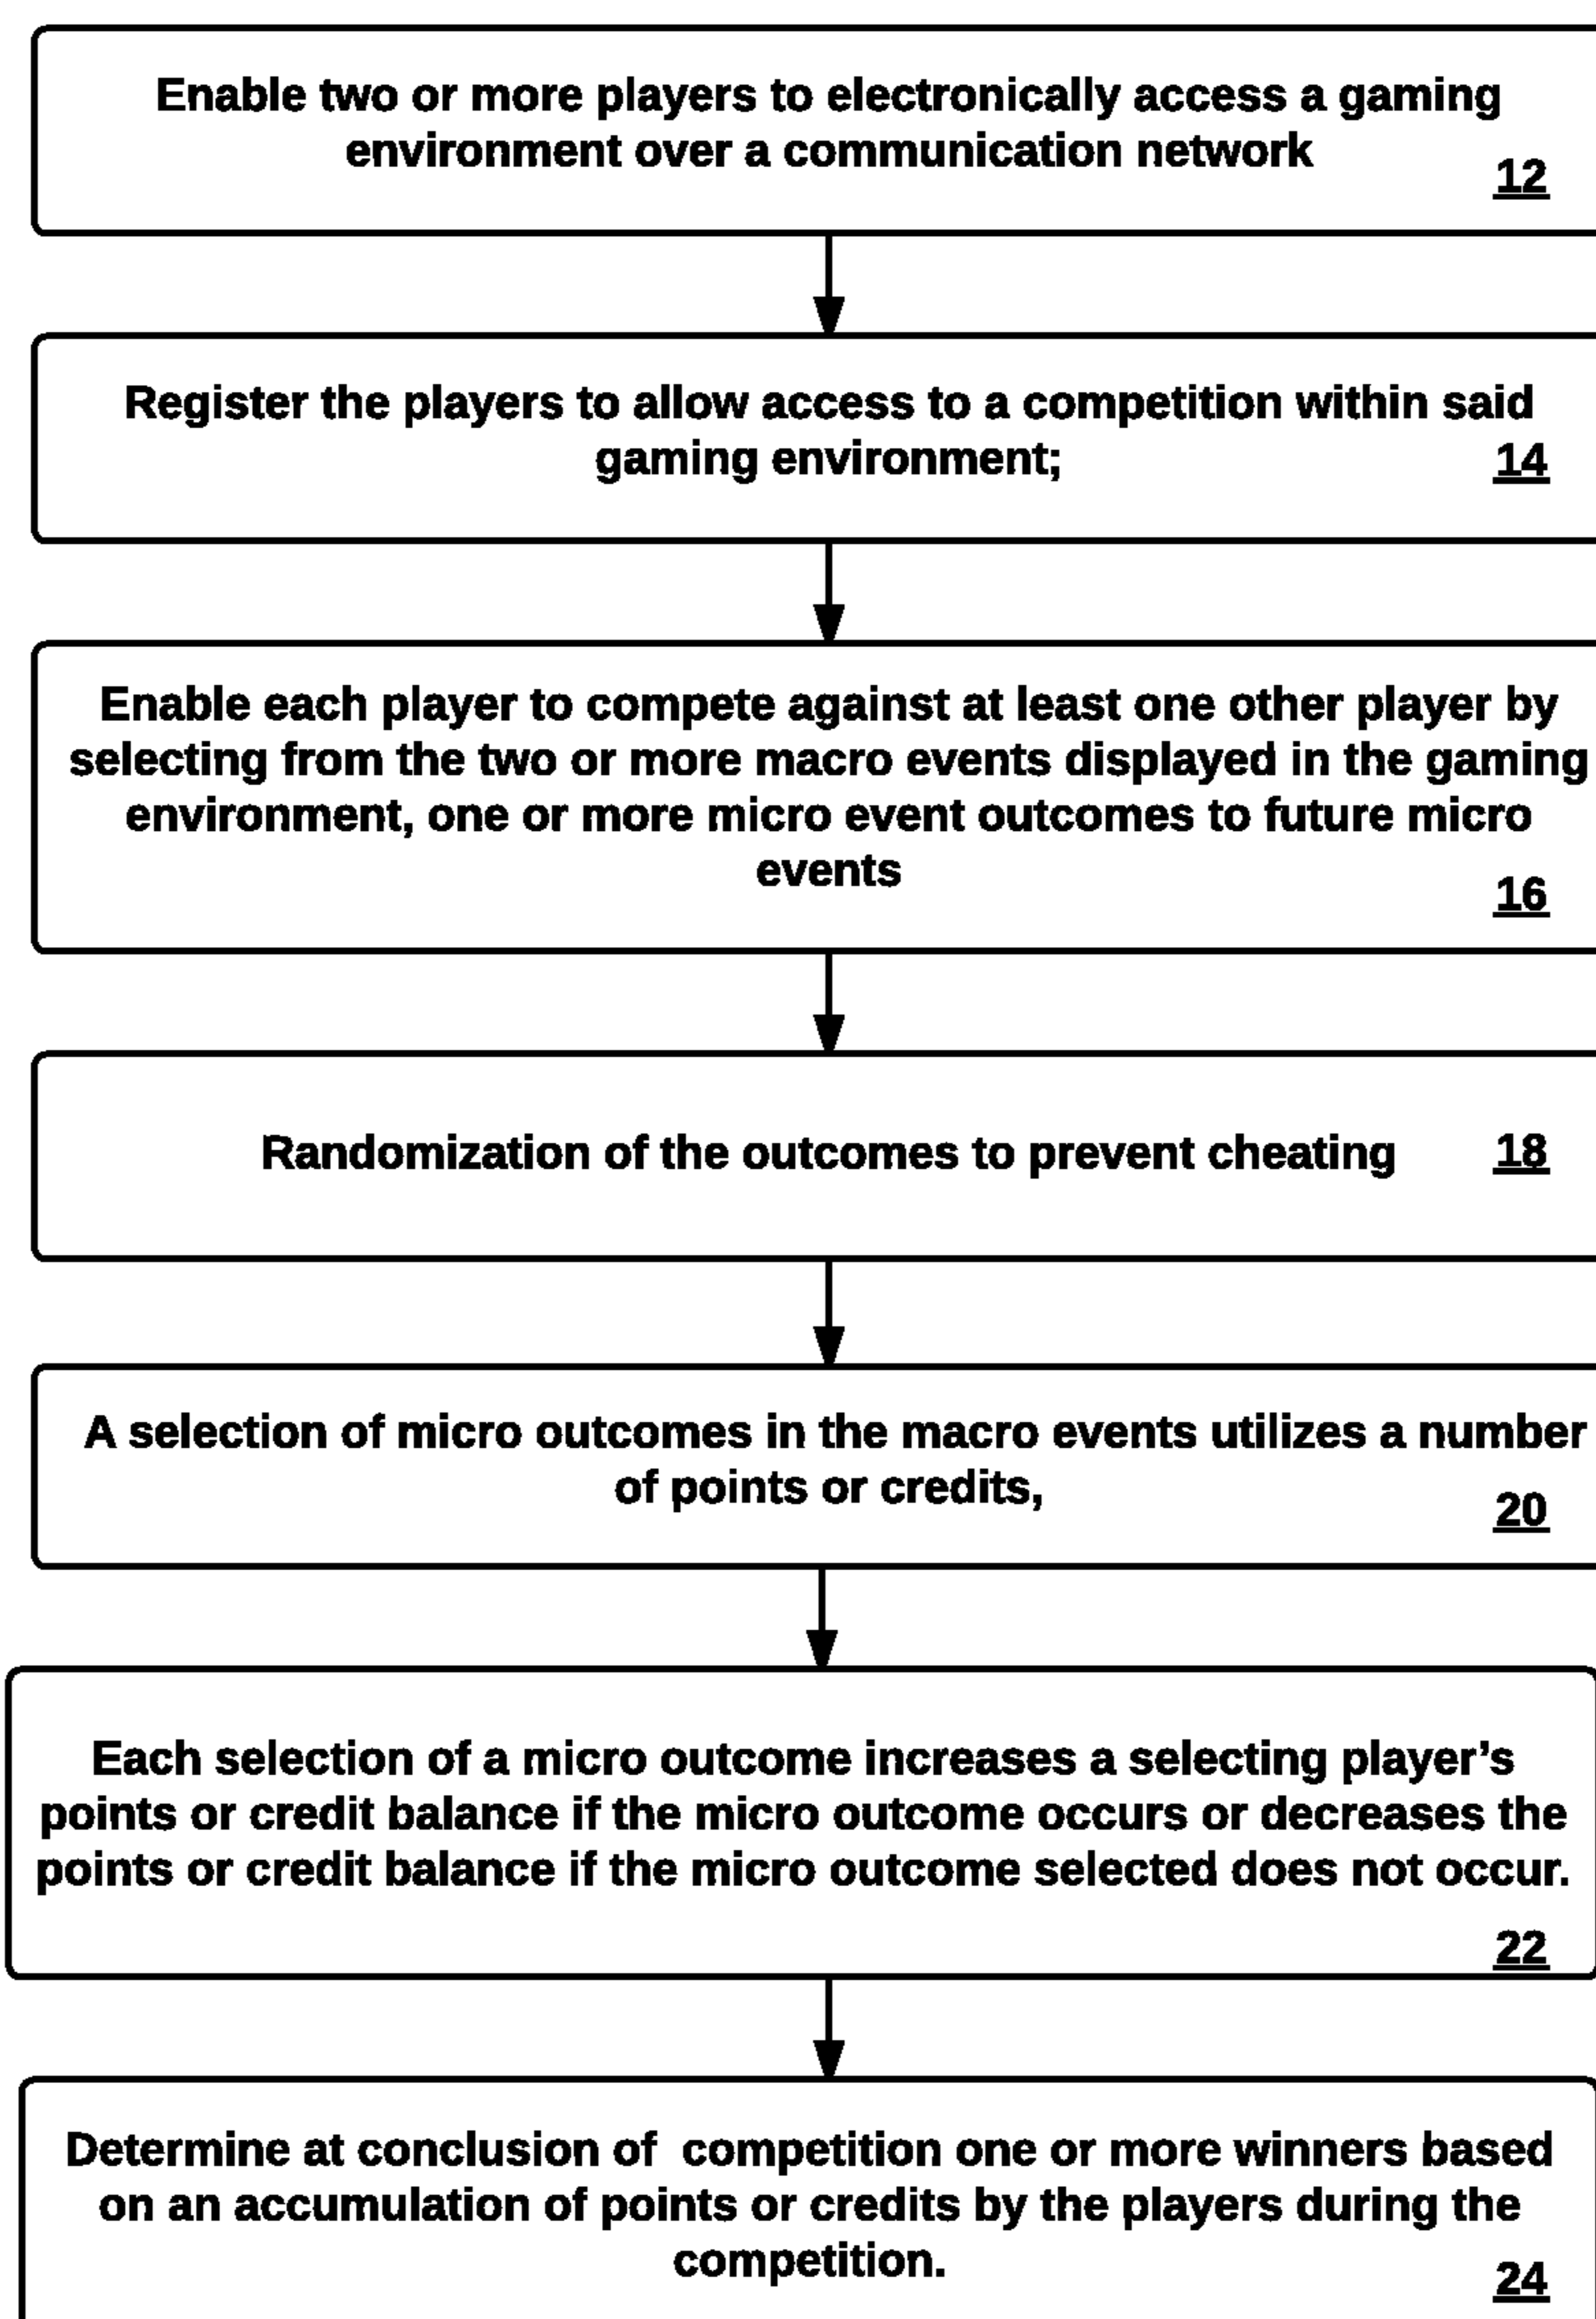 Enable two or more players to electronically access a gaming
environment over a communication network
12
Register the players to allow access to a competition within said
gaming environment;
14
Enable each player to compete against at least one other player by
selecting from the two or more macro events displayed in the gaming
environment, one or more micro event outcomes to future micro
events
16
Randomization of the outcomes to prevent cheating 18
A selection of micro outcomes in the macro events utilizes a number
of points or credits,
20
Each selection of a micro outcome increases a selecting player’s
points or credit balance if the micro outcome occurs or decreases the
points or credit balance if the micro outcome selected does not occur.
22
Determine at conclusion of  competition one or more winners based
on an accumulation of points or credits by the players during the
competition.
24